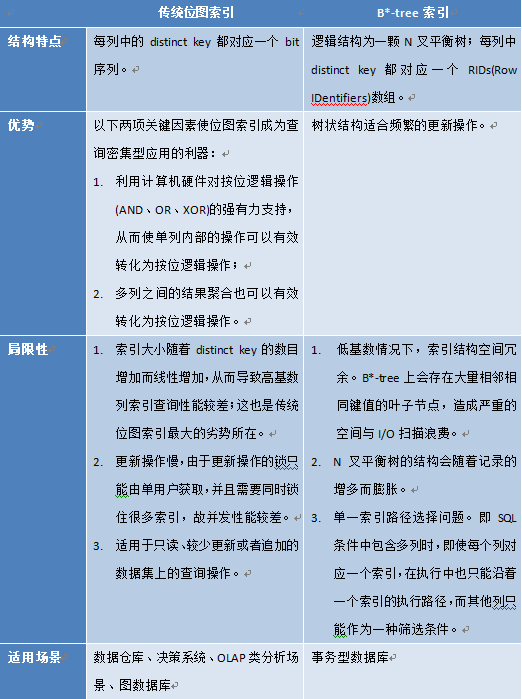 传统位图索引
B*-tree 索引
结构特点
每列中的 distinct key 都对应一个 bit
序列。
逻辑结构为一颗 N 叉平衡树；每列中
distinct key 都对应一个 RIDs(Row
IDentifiers)数组。
优势
以下两项关键因素使位图索引成为查
询密集型应用的利器：
1. 利用计算机硬件对按位逻辑操作
(AND、OR、XOR)的强有力支持，
从而使单列内部的操作可以有效
转化为按位逻辑操作；
2. 多列之间的结果聚合也可以有效
转化为按位逻辑操作。
树状结构适合频繁的更新操作。
局限性
1. 索引大小随着 distinct key 的数目
增加而线性增加，从而导致高基数
列索引查询性能较差；这也是传统
位图索引最大的劣势所在。
2. 更新操作慢，由于更新操作的锁只
能由单用户获取，并且需要同时锁
住很多索引，故并发性能较差。
3. 适用于只读、较少更新或者追加的
数据集上的查询操作。
1. 低基数情况下，索引结构空间冗
余。B*-tree 上会存在大量相邻相
同键值的叶子节点，造成严重的
空间与 I/O 扫描浪费。
2. N 叉平衡树的结构会随着记录的
增多而膨胀。
3. 单一索引路径选择问题。即 SQL
条件中包含多列时，即使每个列对
应一个索引，在执行中也只能沿着
一个索引的执行路径，而其他列只
能作为一种筛选条件。
适用场景
数据仓库、决策系统、OLAP 类分析场
景、图数据库
事务型数据库